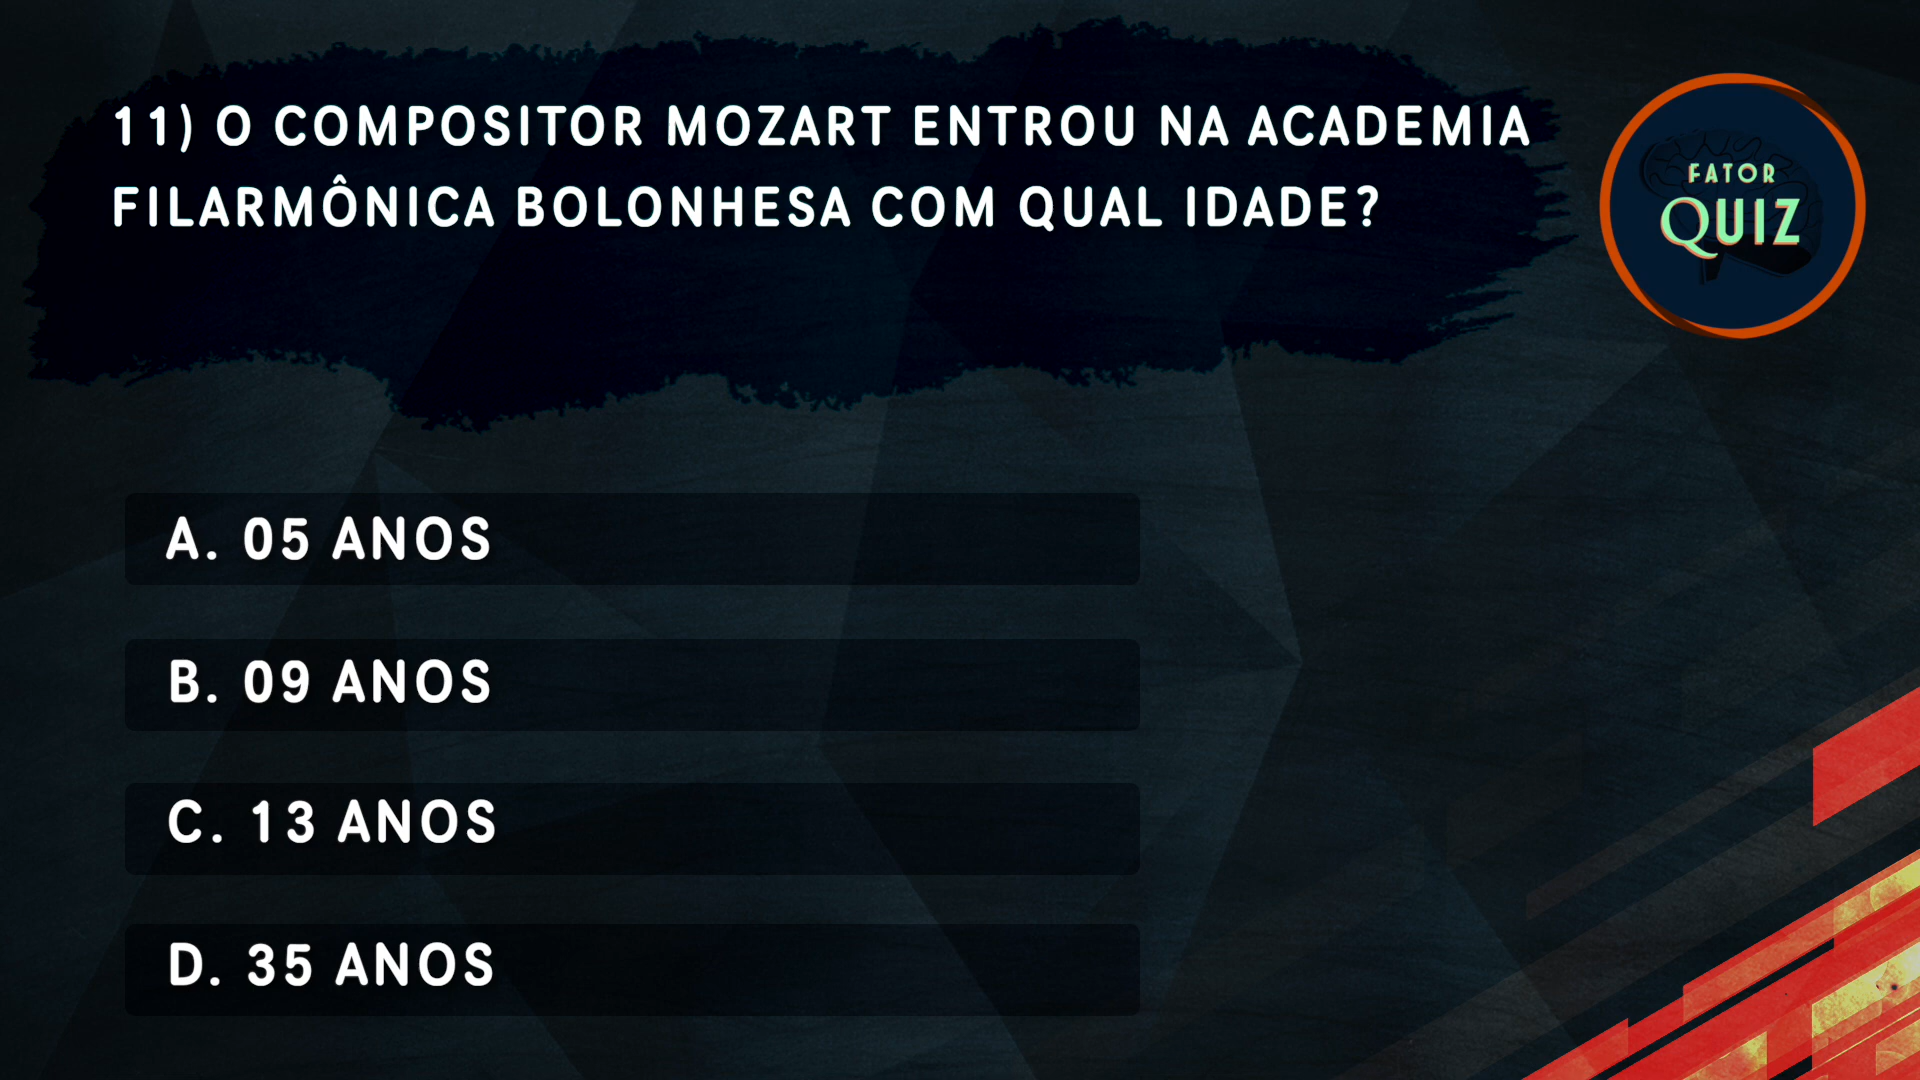 11) O COMPOSITOR MOZART ENTROU NA ACADEMIA
FILARMÔNICA BOLONHESA COM QUAL IDADE?
FATOR
QUIZ
A. 05 ANOS
B. 09 ANOS
C. 13 ANOS
D. 35 ANOS